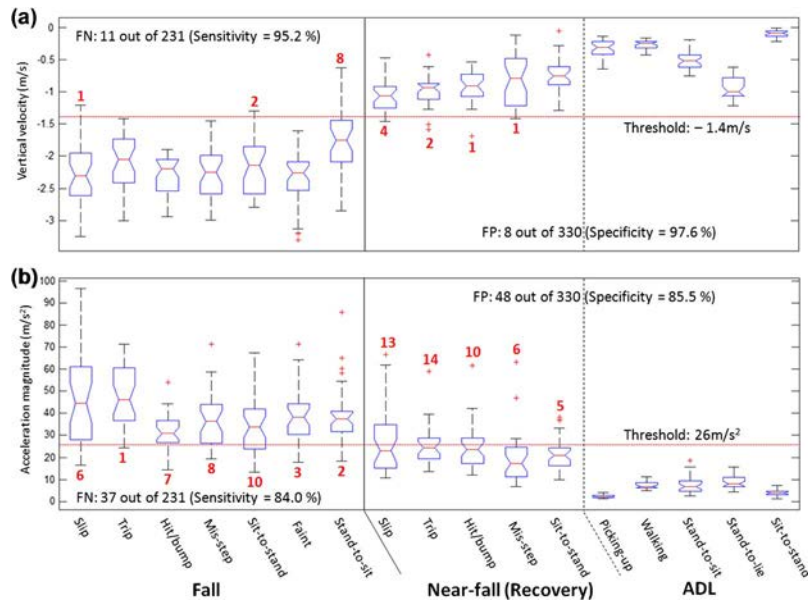 (a)
FN: 11 out of 231 (Sensitivity = 95.2 %)
8
1
2
Vertical velocity (m/s)
0
-0.5
-1
-1.5
-2
-2.5
-3
4
2
1
1
Threshold: – 1.4m/s
FP: 8 out of 330 (Specificity = 97.6 %)
(b)
Acceleration magnitude (m/s²)
100
90
80
70
60
50
40
30
20
10
0
FP: 48 out of 330 (Specificity = 85.5 %)
13
14
10
6
5
Threshold: 26m/s²
6
1
7
8
10
3
2
FN: 37 out of 231 (Sensitivity = 84.0 %)
Slip
Trip
Hit/bump
Mis-step
Sit-to-stand
Faint
Stand-to-sit
Slip
Trip
Hit/bump
Mis-step
Sit-to-stand
Picking-up
Walking
Stand-to-sit
Stand-to-lie
Sit-to-stand
Fall
Near-fall (Recovery)
ADL